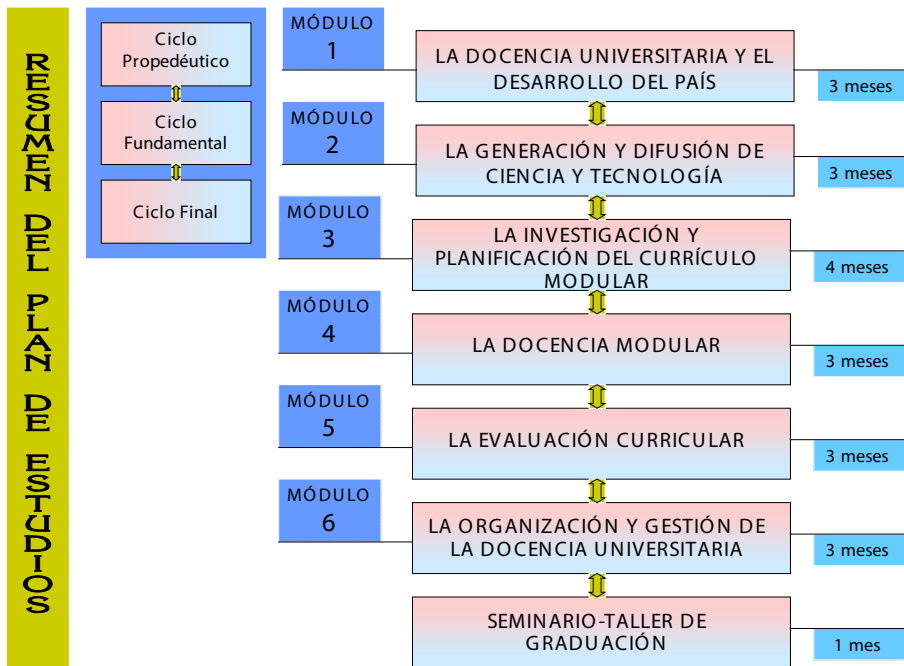 RESUMEN DEL PLAN DE ESTUDIOS
Ciclo
Propedéutico
Ciclo
Fundamental
Ciclo Final
MÓDULO
1
LA DOCENCIA UNIVERSITARIA Y EL
DESARROLLO DEL PAÍS
3 meses
MÓDULO
2
LA GENERACIÓN Y DIFUSIÓN DE
CIENCIA Y TECNOLOGÍA
3 meses
MÓDULO
3
LA INVESTIGACIÓN Y
PLANIFICACIÓN DEL CURRÍCULO
MODULAR
4 meses
MÓDULO
4
LA DOCENCIA MODULAR
3 meses
MÓDULO
5
LA EVALUACIÓN CURRICULAR
3 meses
MÓDULO
6
LA ORGANIZACIÓN Y GESTIÓN DE
LA DOCENCIA UNIVERSITARIA
3 meses
SEMINARIO-TALLER DE
GRADUACIÓN
1 mes